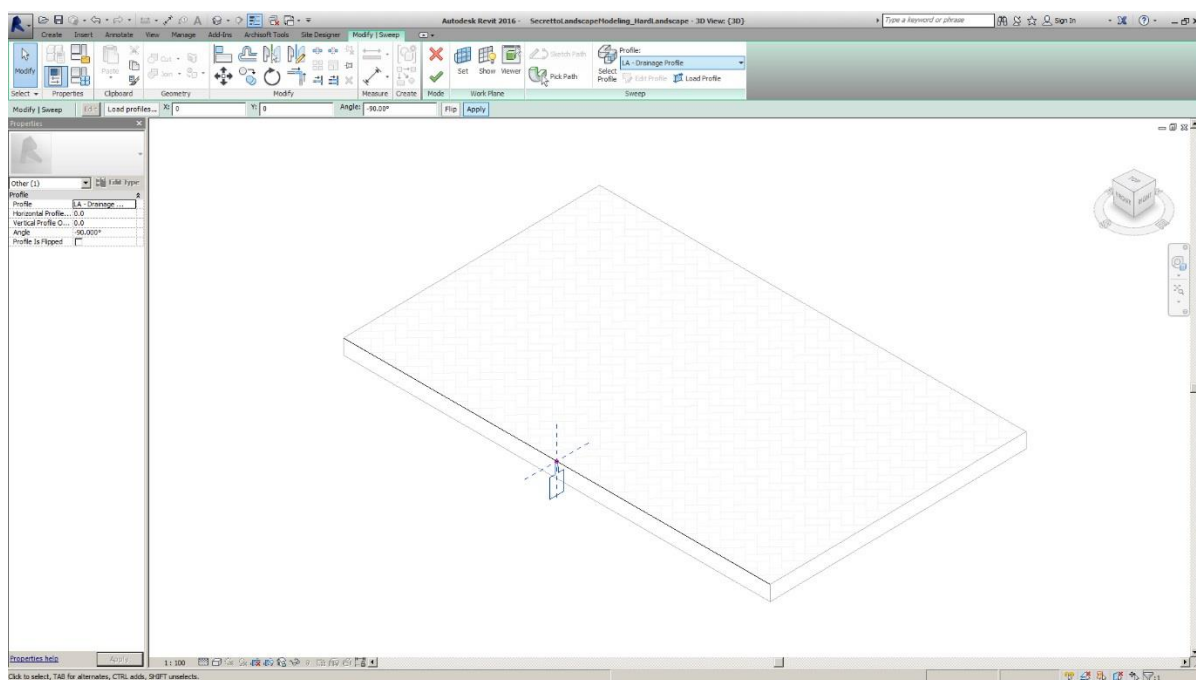 Autodesk Revit 2016 - SecrettoLandscapeModeling_HardLandscape - 3D View: {3D}
Type a keyword or phrase
Sign In
Create Insert Annotate View Manage Add-Ins Archisoft Tools Site Designer Modify | Sweep
Modify
Paste
Cut
Join
Set Show Viewer
Sketch Path
Pick Path
Select Profile
Profile:
LA - Drainage Profile
Edit Profile Load Profile
Select Properties Clipboard Geometry Modify Measure Create Mode Work Plane Sweep
Modify | Sweep Edit Load profiles... X: 0 Y: 0 Angle: -90.00° Flip Apply
Properties
Other (1) Edit Type
Profile
Profile LA - Drainage ...
Horizontal Profile... 0.0
Vertical Profile O... 0.0
Angle -90.000°
Profile Is Flipped
TOP
FRONT RIGHT
Properties help Apply
1 : 100
Click to select, TAB for alternates, CTRL adds, SHIFT unselects.
:1